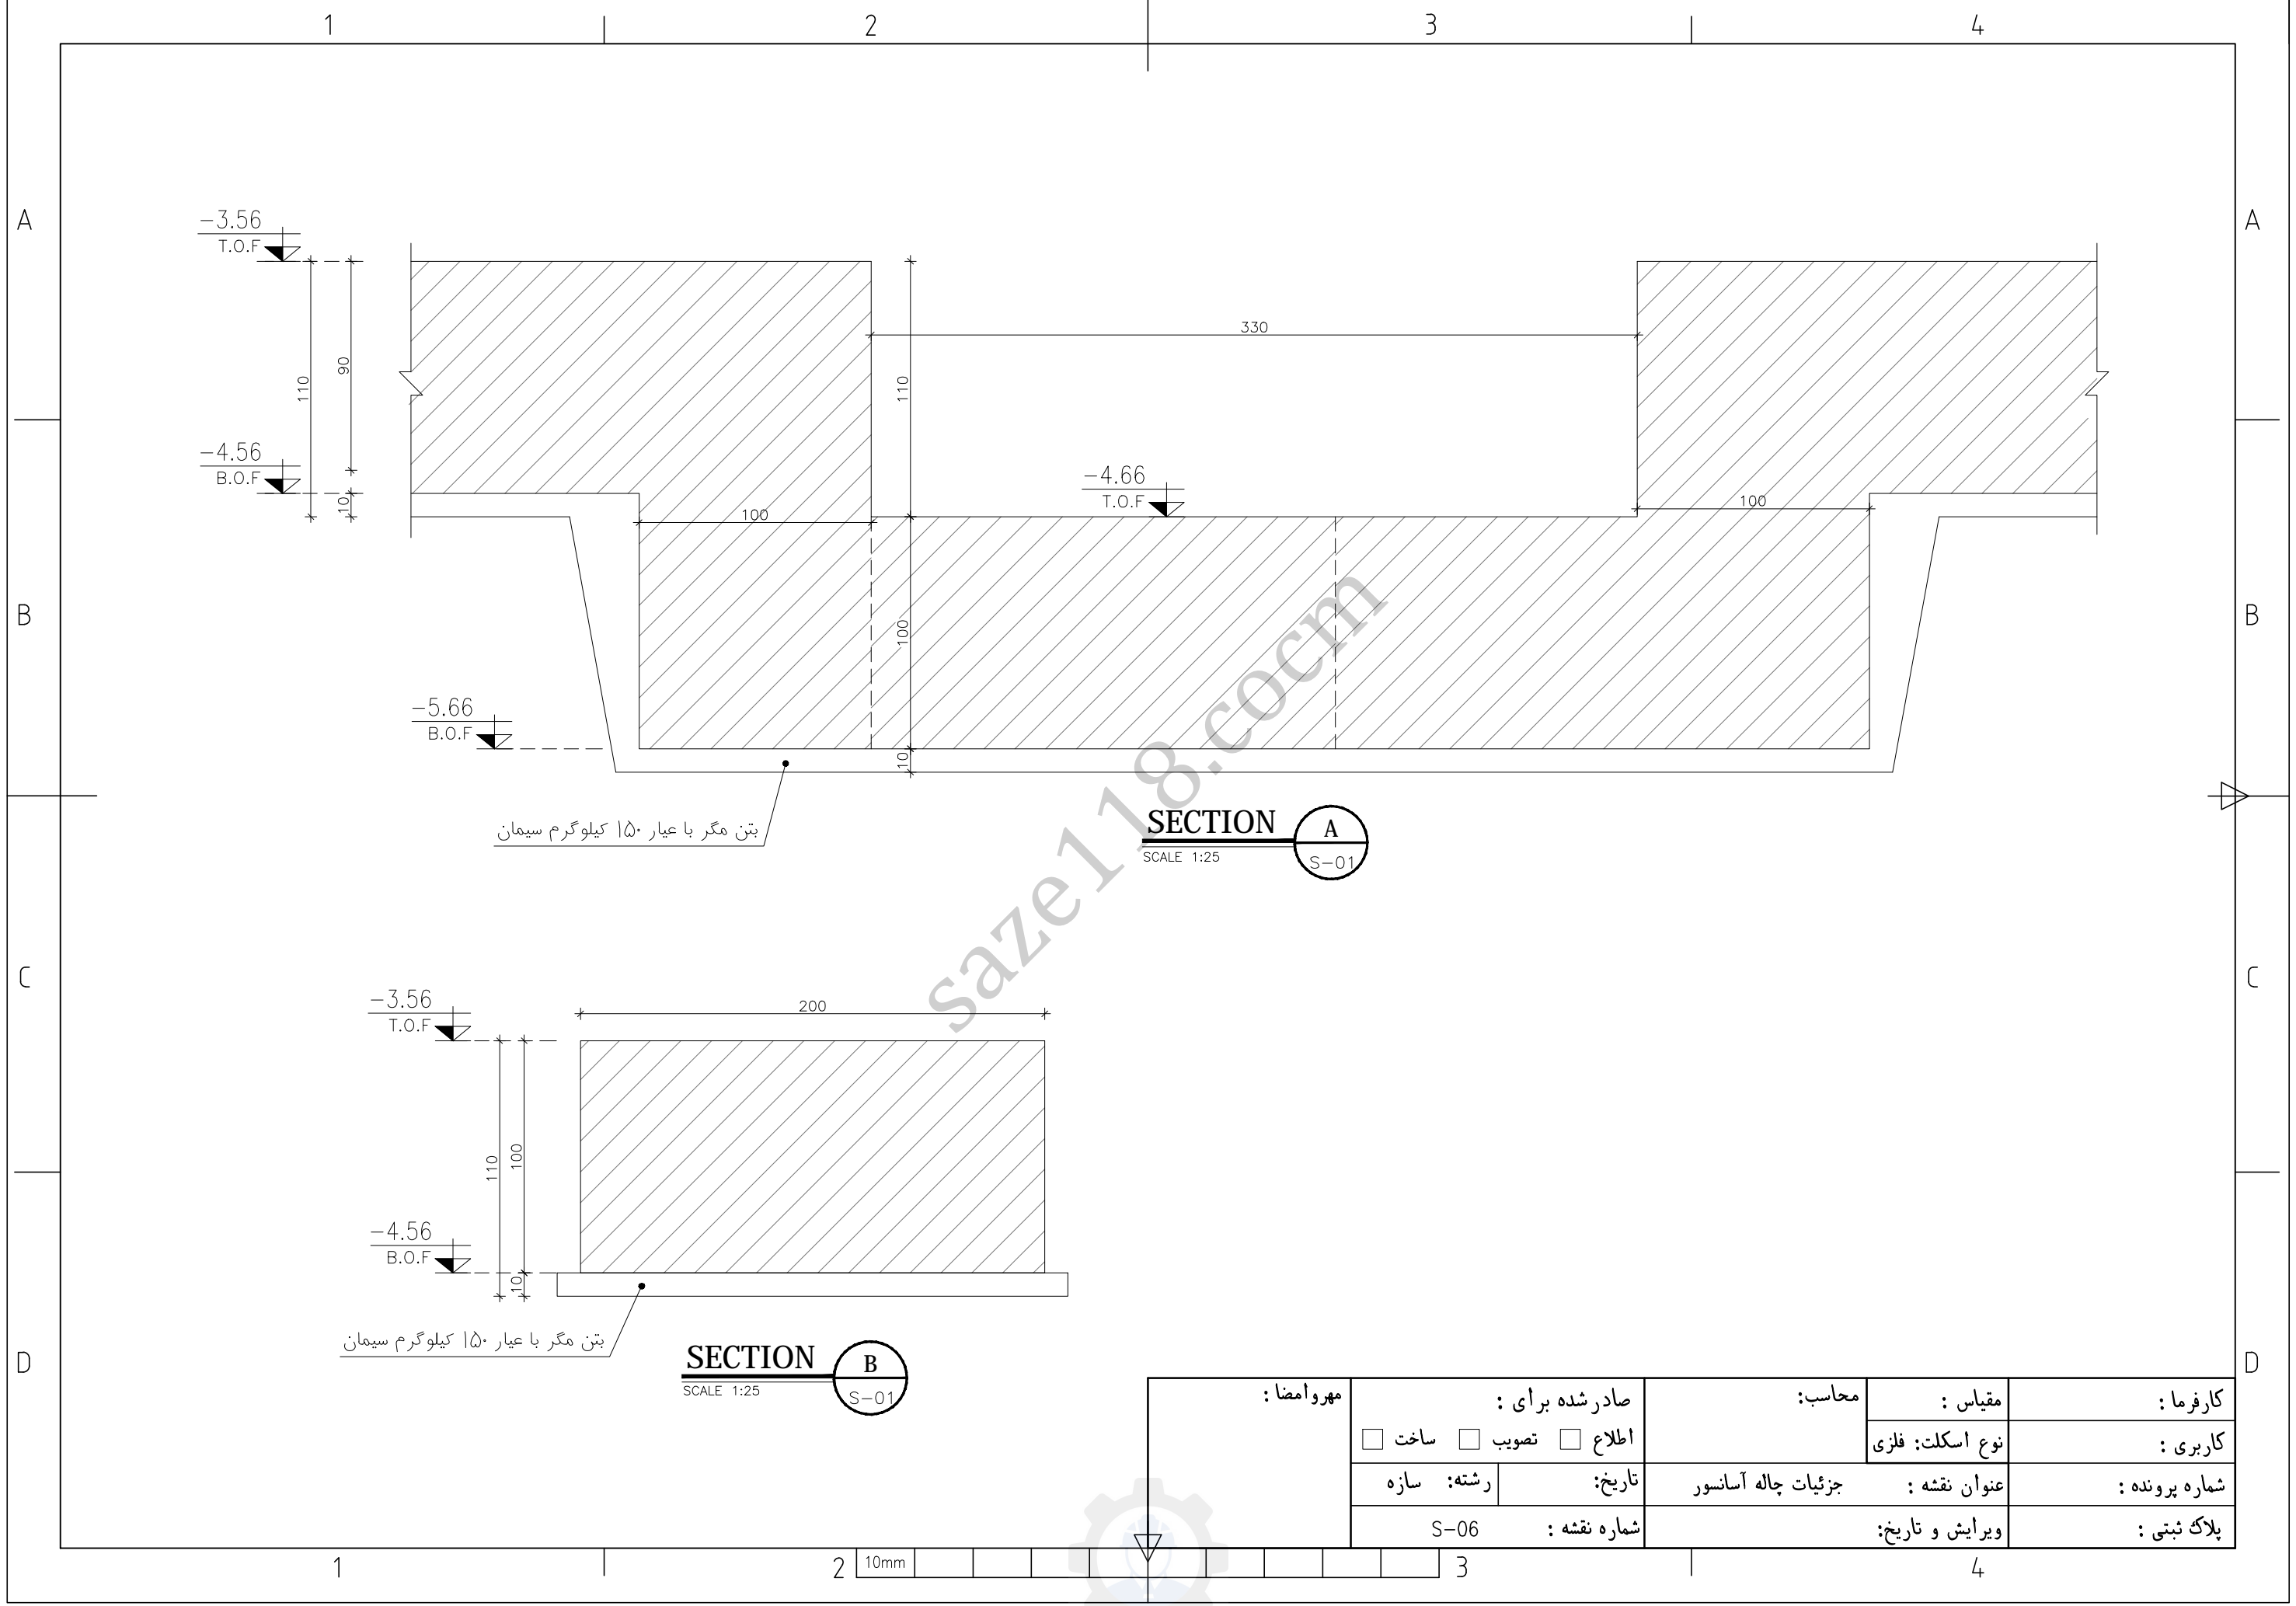 1 2 3 4
A A
-3.56
T.O.F
330
90
110
110
-4.56
B.O.F
-4.66
T.O.F
10
100 100
B B
100
-5.66
B.O.F
10
بتن مگر با عیار ۱۵۰ کیلوگرم سیمان
SECTION A
SCALE 1:25 S-01
saze118.cocm
C C
-3.56
T.O.F
200
110 100
-4.56
B.O.F
10
بتن مگر با عیار ۱۵۰ کیلوگرم سیمان
SECTION B
SCALE 1:25 S-01
D D
کارفرما : مقیاس : محاسب: صادرشده برای : مهروامضا :
کاربری : نوع اسکلت: فلزی اطلاع تصویب ساخت
شماره پرونده : عنوان نقشه : جزئیات چاله آسانسور تاریخ: رشته: سازه
پلاک ثبتی : ویرایش و تاریخ: شماره نقشه : S-06
1 2 10mm 3 4